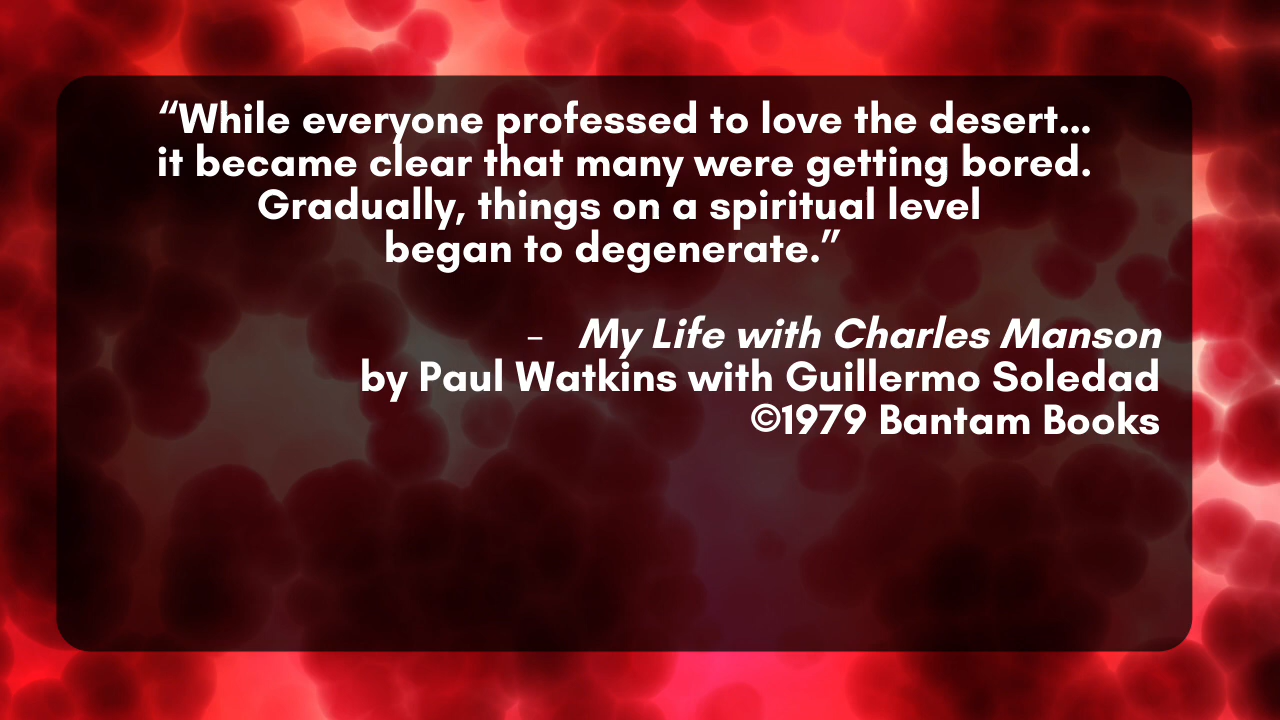 “While everyone professed to love the desert...
it became clear that many were getting bored.
Gradually, things on a spiritual level
began to degenerate.”
- My Life with Charles Manson
by Paul Watkins with Guillermo Soledad
©1979 Bantam Books